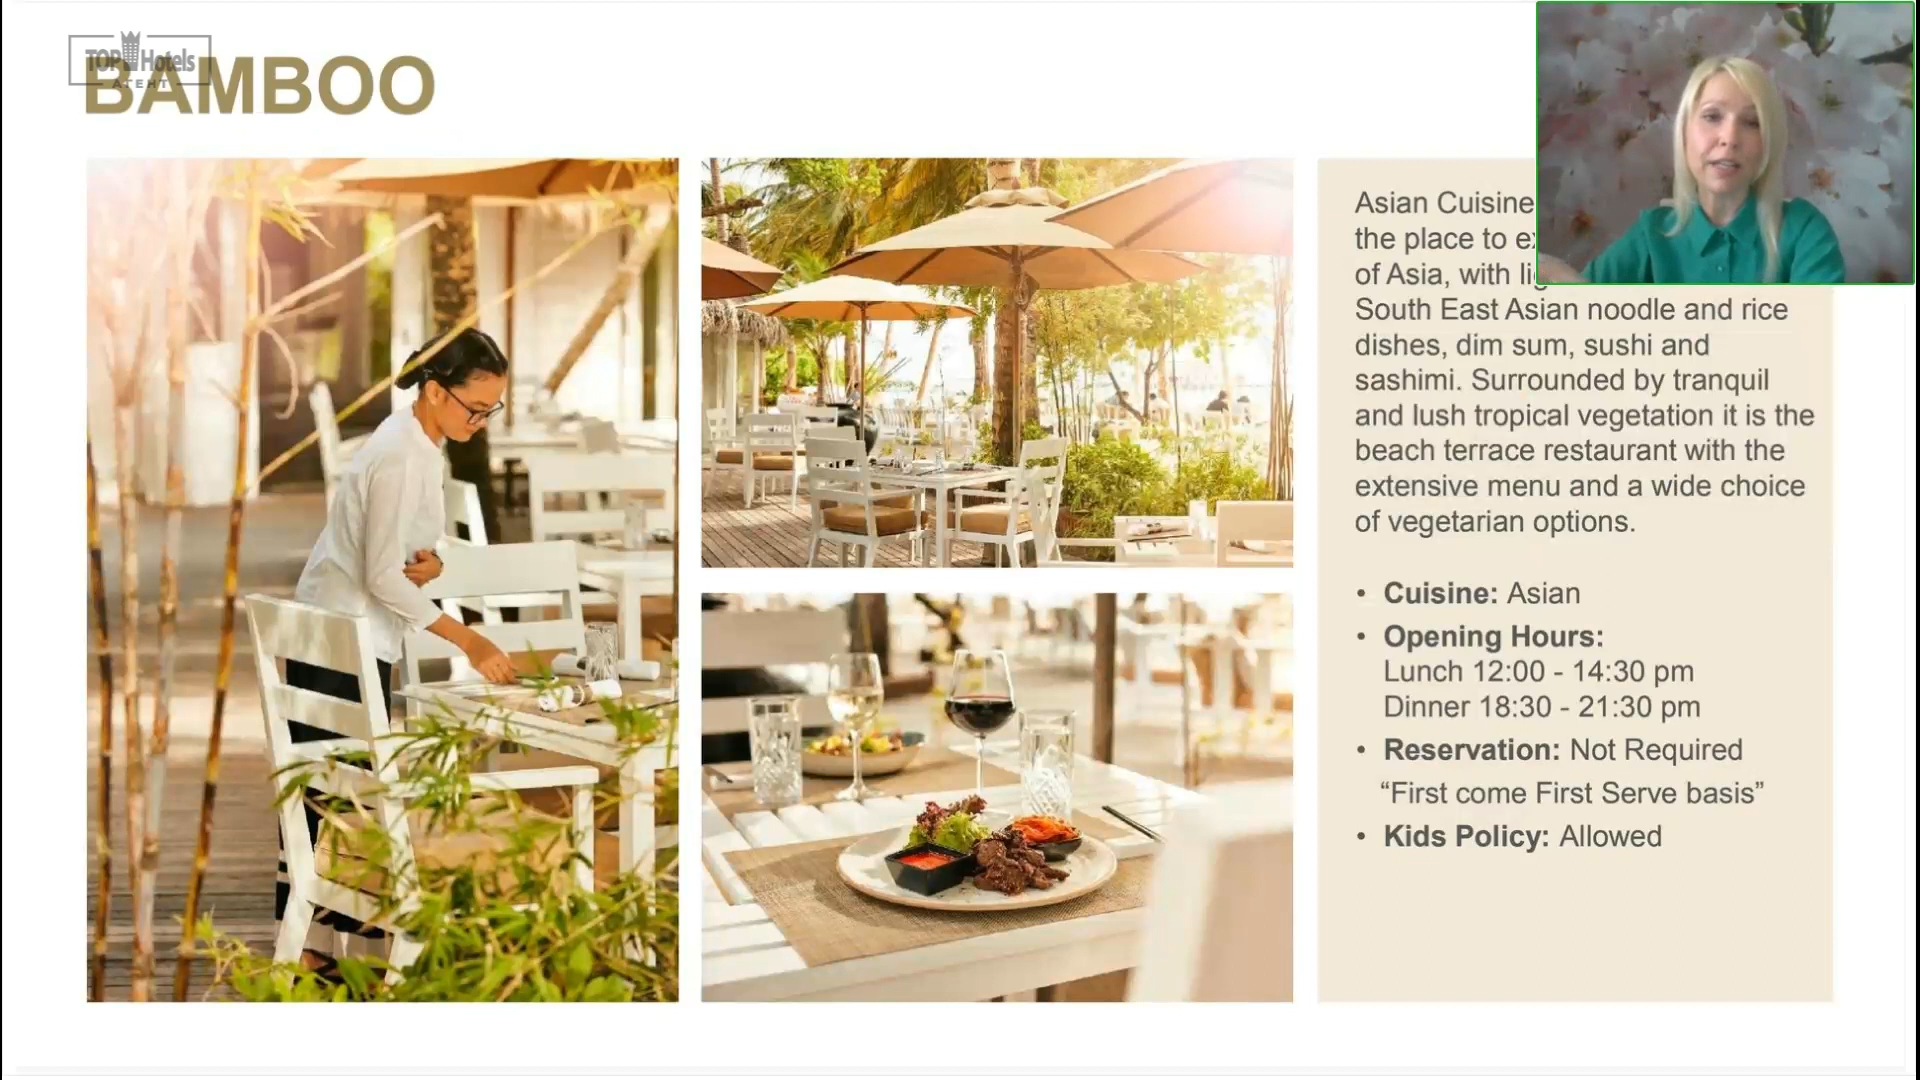 TOP Hotels
АГЕНТ
BAMBOO
Asian Cuisine
the place to
of Asia, with
South East Asian noodle and rice
dishes, dim sum, sushi and
sashimi. Surrounded by tranquil
and lush tropical vegetation it is the
beach terrace restaurant with the
extensive menu and a wide choice
of vegetarian options.
• Cuisine: Asian
• Opening Hours:
Lunch 12:00 - 14:30 pm
Dinner 18:30 - 21:30 pm
• Reservation: Not Required
“First come First Serve basis”
• Kids Policy: Allowed